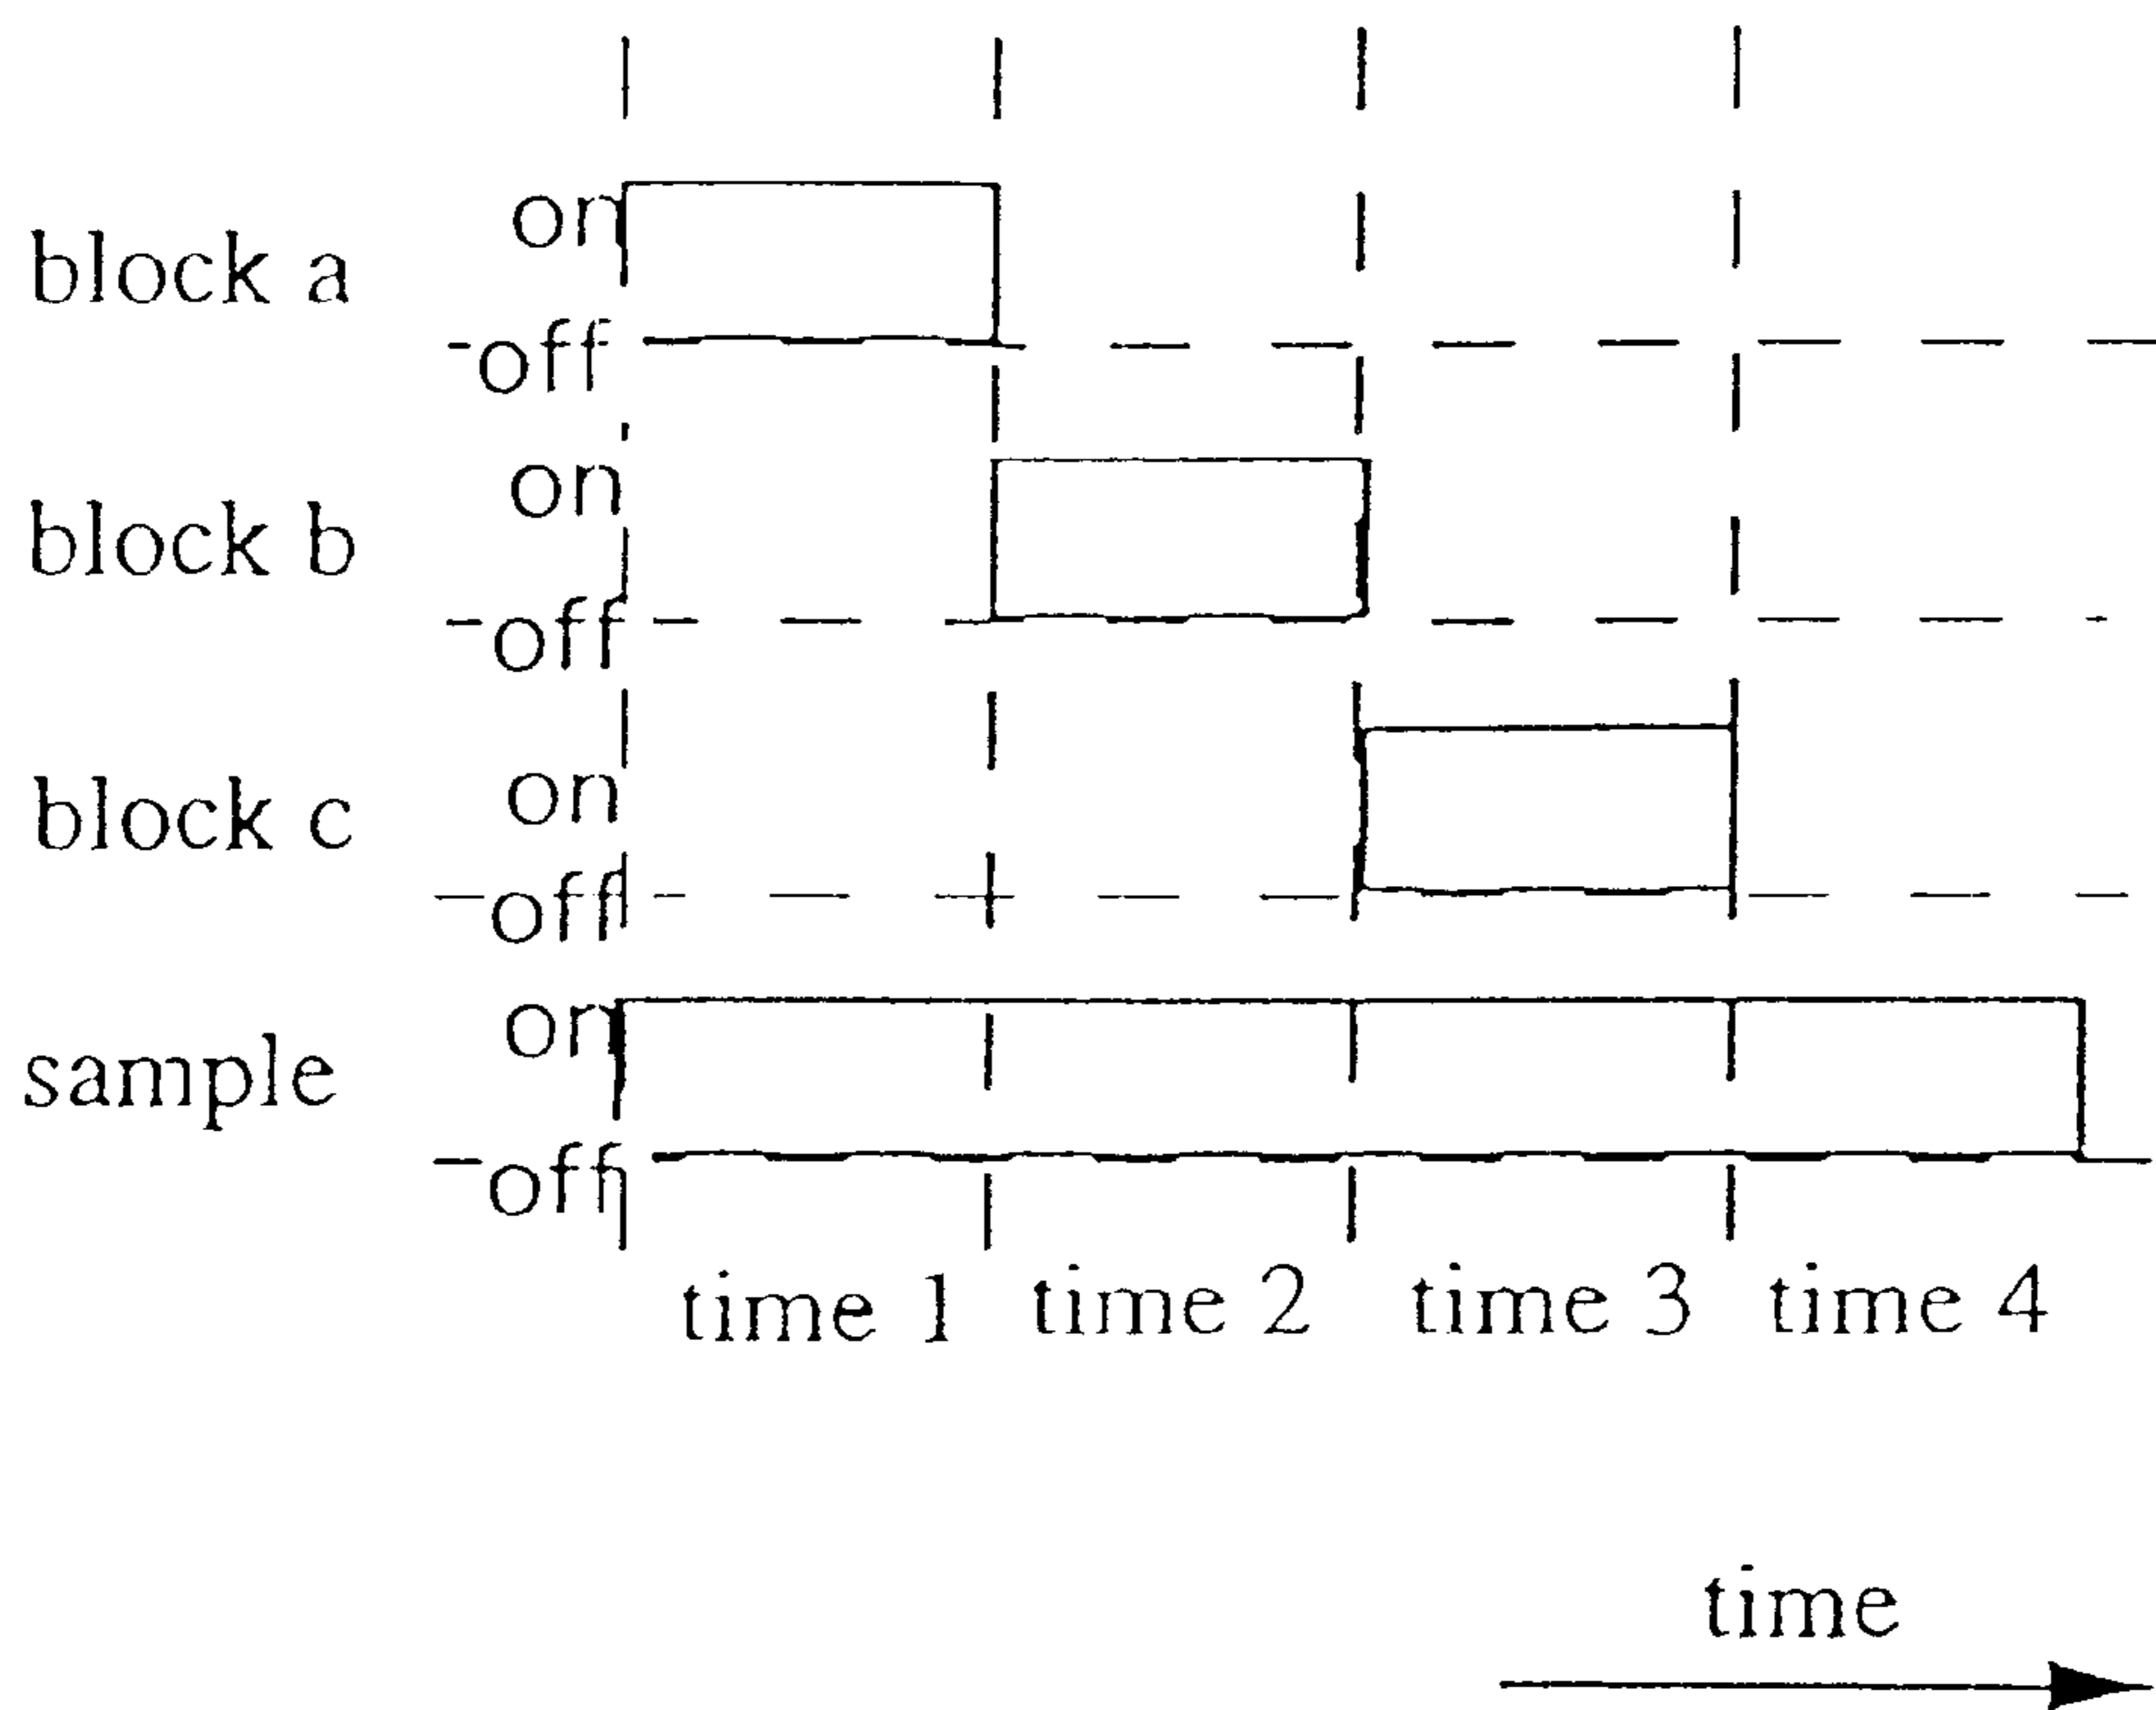 on
block a
off
on
block b
off
on
block c
off
on
sample
off
time 1 time 2 time 3 time 4
time